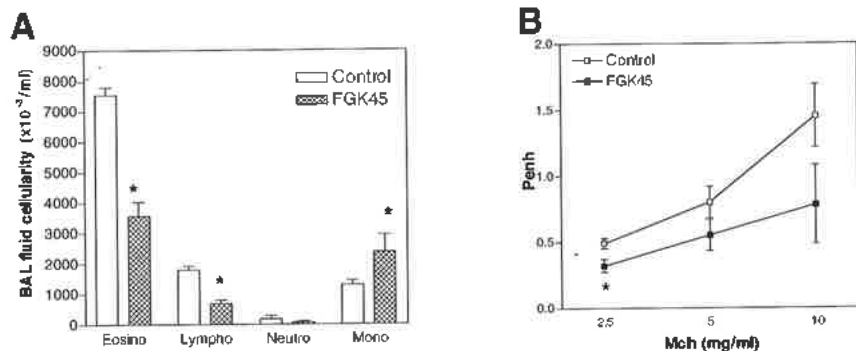 A
BAL fluid cellularity (×10⁻³/ml)
9000
8000
7000
6000
5000
4000
3000
2000
1000
0
Control
FGK45
*
*
*
Eosino Lympho Neutro Mono
B
Penh
2.0
1.5
1.0
0.5
0.0
Control
FGK45
*
2.5 5 10
Mch (mg/ml)